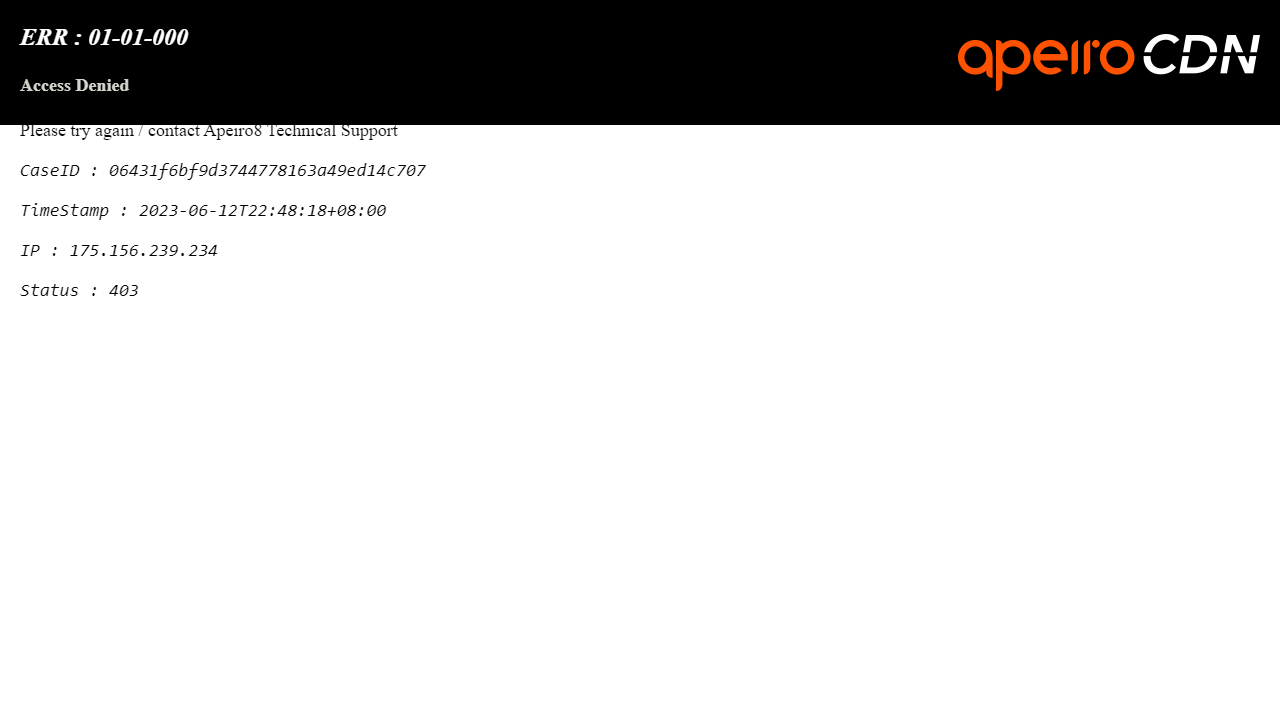 ERR : 01-01-000
apeiro CDN
Access Denied
Please try again / contact Apeiro8 Technical Support
CaseID : 06431f6bf9d3744778163a49ed14c707
TimeStamp : 2023-06-12T22:48:18+08:00
IP : 175.156.239.234
Status : 403